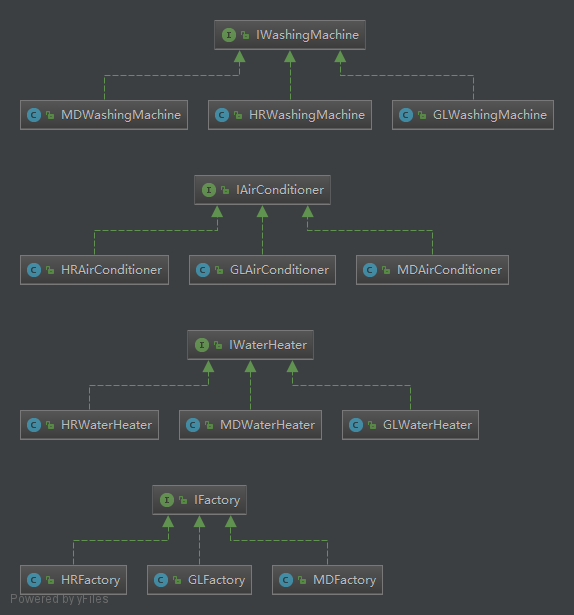 I IWashingMachine
C MDWashingMachine C HRWashingMachine C GLWashingMachine
I IAirConditioner
C HRAirConditioner C GLAirConditioner C MDAirConditioner
I IWaterHeater
C HRWaterHeater C MDWaterHeater C GLWaterHeater
I IFactory
C HRFactory C GLFactory C MDFactory
Powered by yFiles